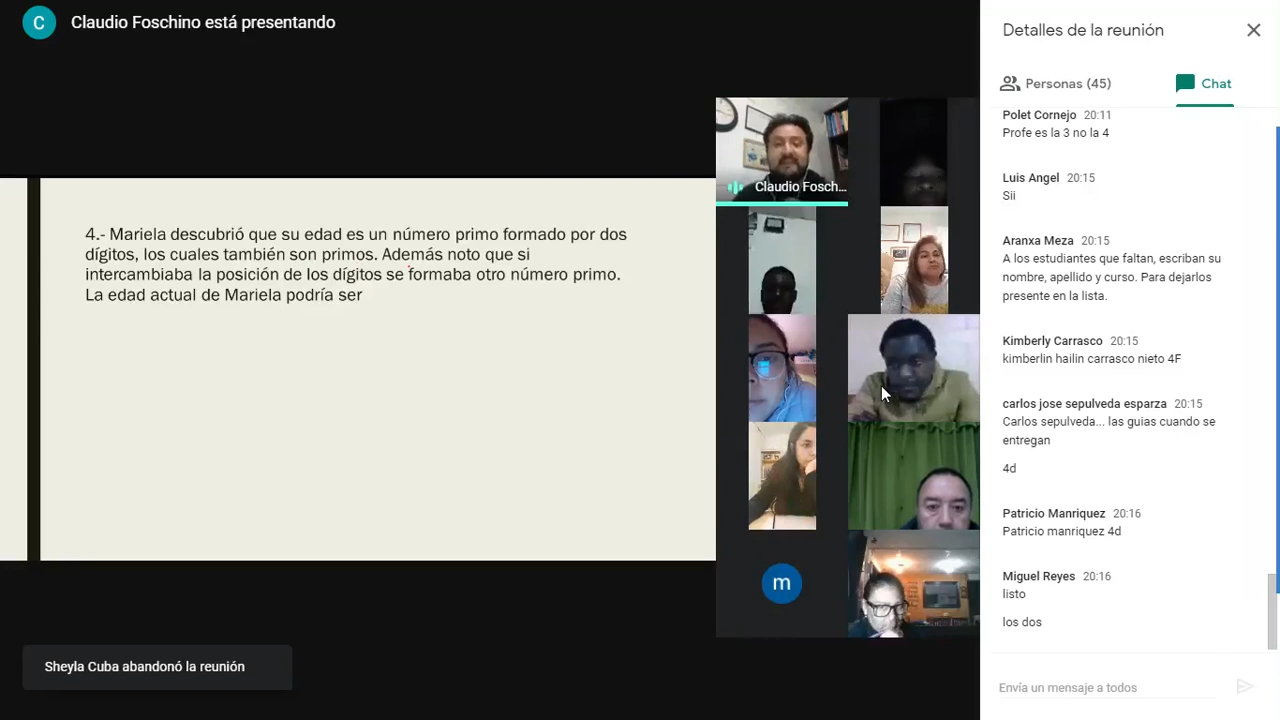 C
Claudio Foschino está presentando
4.- Mariela descubrió que su edad es un número primo formado por dos
dígitos, los cuales también son primos. Además noto que si
intercambiaba la posición de los dígitos se formaba otro número primo.
La edad actual de Mariela podría ser
Claudio Fosch...
m
Sheyla Cuba abandonó la reunión
Detalles de la reunión
Personas (45)
Chat
Polet Cornejo 20:11
Profe es la 3 no la 4
Luis Angel 20:15
Sii
Aranxa Meza 20:15
A los estudiantes que faltan, escriban su
nombre, apellido y curso. Para dejarlos
presente en la lista.
Kimberly Carrasco 20:15
kimberlin hailin carrasco nieto 4F
carlos jose sepulveda esparza 20:15
Carlos sepulveda... las guias cuando se
entregan
4d
Patricio Manriquez 20:16
Patricio manriquez 4d
Miguel Reyes 20:16
listo
los dos
Envía un mensaje a todos